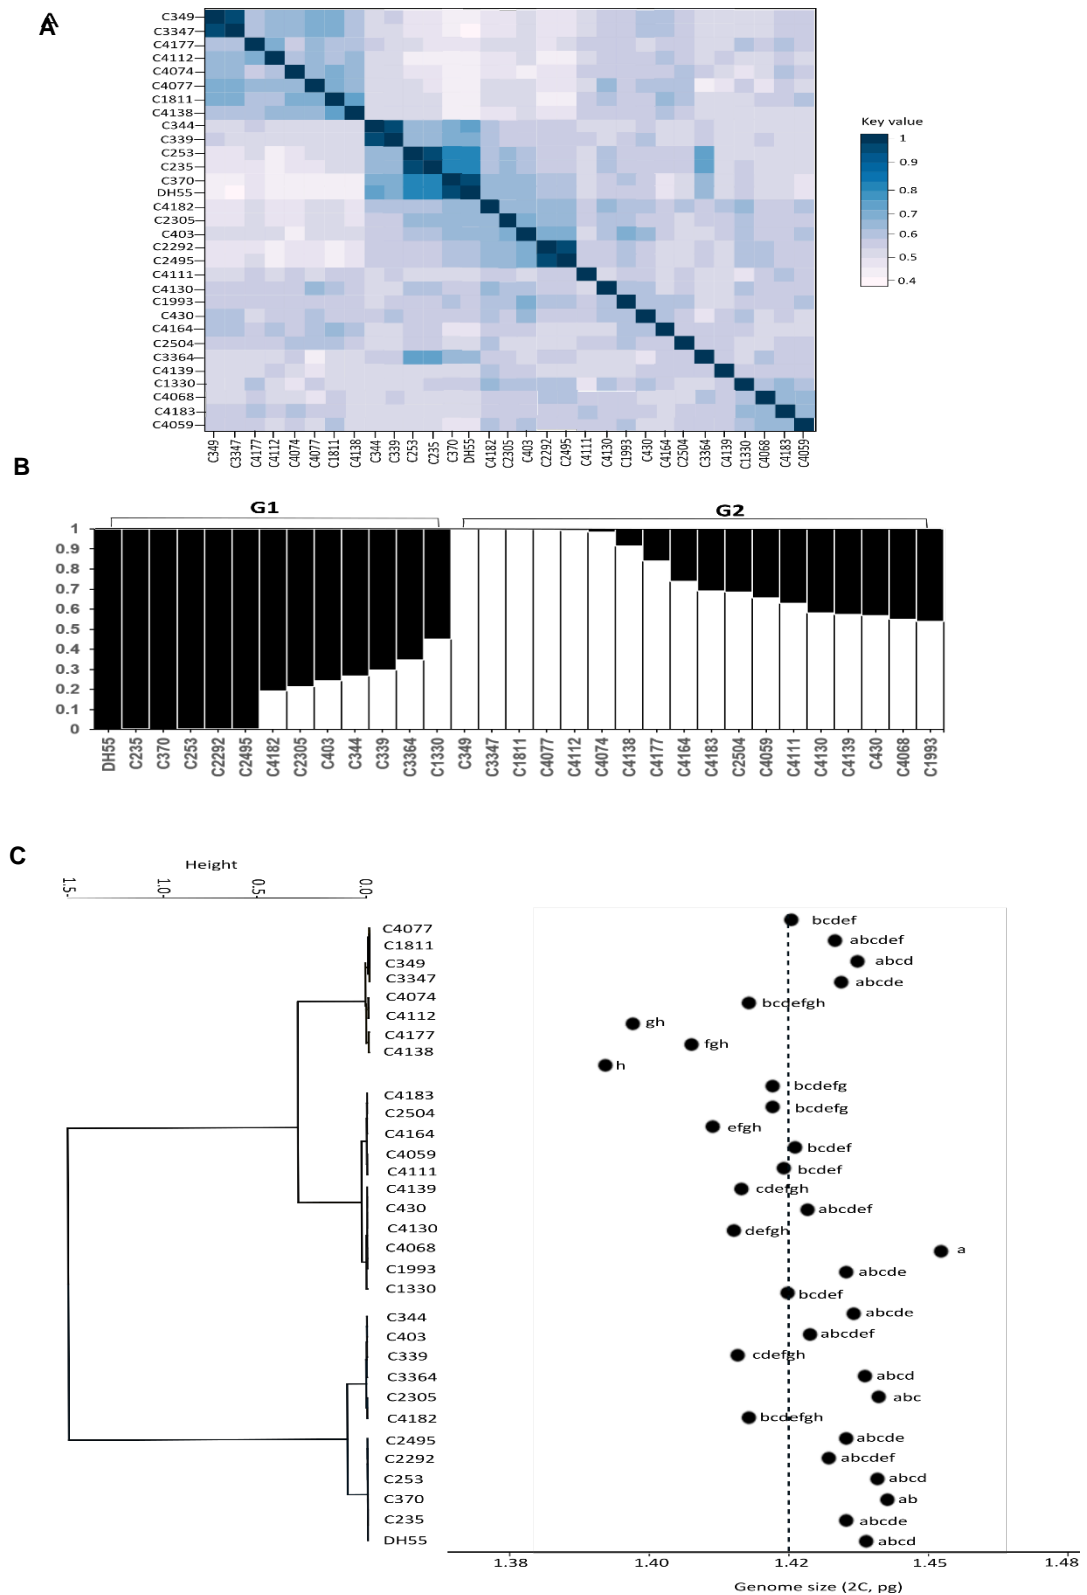 A
C349
C3347
C4177
C4112
C4074
C4077
C1811
C4138
C344
C339
C253
C235
C370
DH55
C4182
C2305
C403
C2292
C2495
C4111
C4130
C1993
C430
C4164
C2504
C3364
C4139
C1330
C4068
C4183
C4059
Key value
1
0.9
0.8
0.7
0.6
0.5
0.4
C349 C3347 C4177 C4112 C4074 C4077 C1811 C4138 C344 C339 C253 C235 C370 DH55 C4182 C2305 C403 C2292 C2495 C4111 C4130 C1993 C430 C4164 C2504 C3364 C4139 C1330 C4068 C4183 C4059
B
G1 G2
1
0.9
0.8
0.7
0.6
0.5
0.4
0.3
0.2
0.1
0
DH55 C235 C370 C253 C2292 C2495 C4182 C2305 C403 C344 C339 C3364 C1330 C349 C3347 C1811 C4077 C4112 C4074 C4138 C4177 C4164 C4183 C2504 C4059 C4111 C4130 C4139 C430 C4068 C1993
C
Height
1.5 1.0 0.5 0.0
C4077 bcdef
C1811 abcdef
C349 abcd
C3347 abcde
C4074 bcdefgh
C4112 gh
C4177 fgh
C4138 h
C4183 bcdefg
C2504 bcdefg
C4164 efgh
C4059 bcdef
C4111 bcdef
C4139 cdefgh
C430 abcdef
C4130 defgh
C4068 a
C1993 abcde
C1330 bcdef
C344 abcde
C403 abcdef
C339 cdefgh
C3364 abcd
C2305 abc
C4182 bcdefgh
C2495 abcde
C2292 abcdef
C253 abcd
C370 ab
C235 abcde
DH55 abcd
1.38 1.40 1.42 1.45 1.48
Genome size (2C, pg)